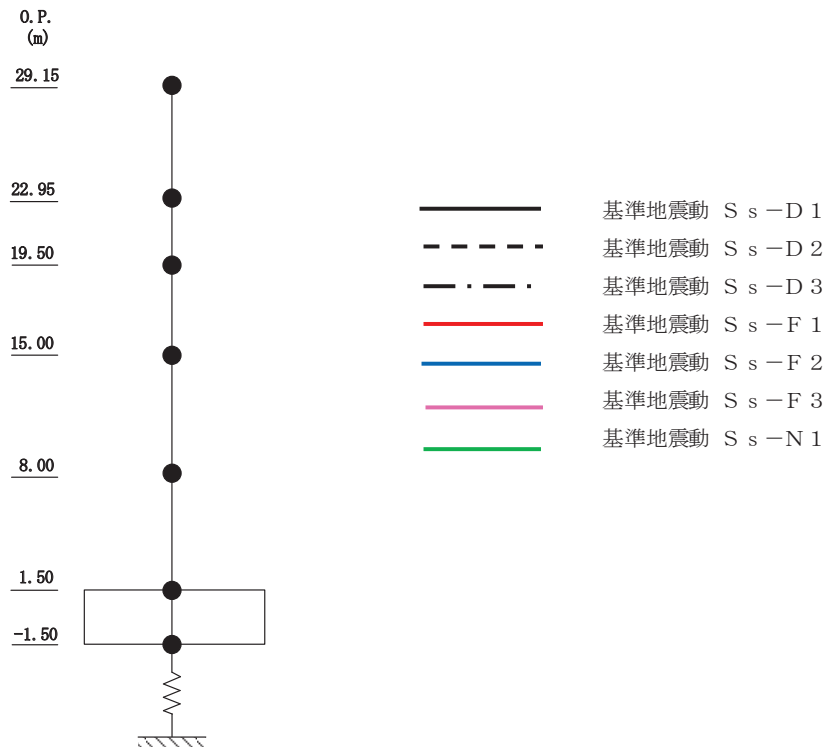 O.P.
(m)
29.15
22.95
19.50
15.00
8.00
1.50
-1.50
基準地震動 Ｓｓ－Ｄ１
基準地震動 Ｓｓ－Ｄ２
基準地震動 Ｓｓ－Ｄ３
基準地震動 Ｓｓ－Ｆ１
基準地震動 Ｓｓ－Ｆ２
基準地震動 Ｓｓ－Ｆ３
基準地震動 Ｓｓ－Ｎ１